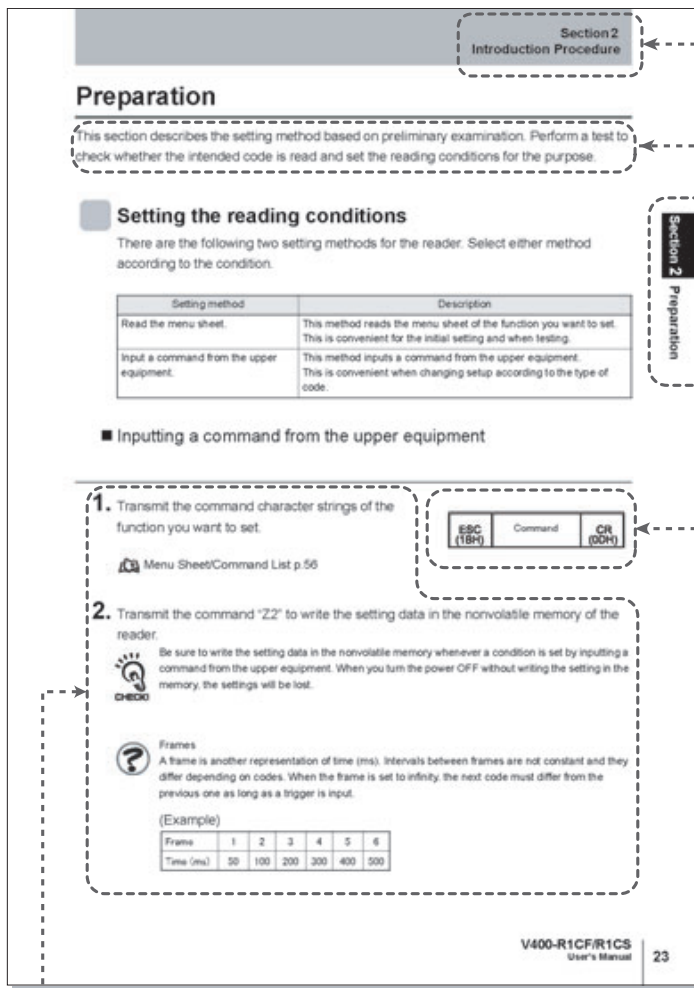 Section 2
Introduction Procedure
Preparation
This section describes the setting method based on preliminary examination. Perform a test to
check whether the intended code is read and set the reading conditions for the purpose.
Setting the reading conditions
There are the following two setting methods for the reader. Select either method
according to the condition.
Setting method Description
Read the menu sheet. This method reads the menu sheet of the function you want to set.
This is convenient for the initial setting and when testing.
Input a command from the upper This method inputs a command from the upper equipment.
equipment. This is convenient when changing setup according to the type of
code.
Section 2 Preparation
■ Inputting a command from the upper equipment
1. Transmit the command character strings of the
function you want to set.
ESC Command CR
(1BH) (0DH)
Menu Sheet/Command List p.56
2. Transmit the command "Z2" to write the setting data in the nonvolatile memory of the
reader.
Be sure to write the setting data in the nonvolatile memory whenever a condition is set by inputting a
command from the upper equipment. When you turn the power OFF without writing the setting in the
memory, the settings will be lost.
CHECK!
Frames
A frame is another representation of time (ms). Intervals between frames are not constant and they
differ depending on codes. When the frame is set to infinity, the next code must differ from the
previous one as long as a trigger is input.
(Example)
Frame 1 2 3 4 5 6
Time (ms) 50 100 200 300 400 500
V400-R1CF/R1CS
User's Manual 23